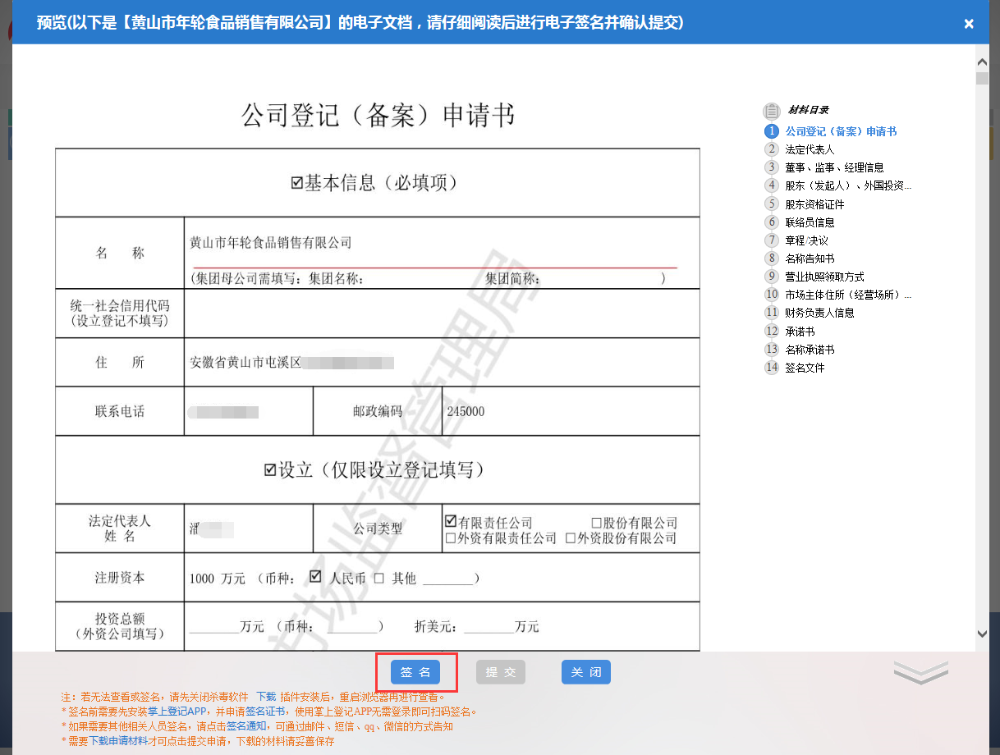 预览(以下是【黄山市年轮食品销售有限公司】的电子文档，请仔细阅读后进行电子签名并确认提交)
×
公司登记（备案）申请书
☑基本信息（必填项）
名 称
黄山市年轮食品销售有限公司
(集团母公司需填写：集团名称： 集团简称： )
统一社会信用代码
(设立登记不填写)
住 所
安徽省黄山市屯溪区
联系电话
邮政编码
245000
☑设立（仅限设立登记填写）
法定代表人
姓 名
潘
公司类型
☑有限责任公司 □股份有限公司
□外资有限责任公司 □外资股份有限公司
注册资本
1000 万元 （币种： ☑ 人民币 □ 其他 ________）
投资总额
（外资公司填写）
________万元 （币种： ________） 折美元：________万元
市场监督管理局
材料目录
1 公司登记（备案）申请书
2 法定代表人
3 董事、监事、经理信息
4 股东（发起人）、外国投资...
5 股东资格证件
6 联络员信息
7 章程/决议
8 名称告知书
9 营业执照领取方式
10 市场主体住所（经营场所）...
11 财务负责人信息
12 承诺书
13 名称承诺书
14 签名文件
签 名
提 交
关 闭
注：若无法查看或签名，请先关闭杀毒软件 下载 插件安装后，重启浏览器再进行查看。
*签名前需要先安装掌上登记APP，并申请签名证书，使用掌上登记APP无需登录即可扫码签名。
*如果需要其他相关人员签名，请点击签名通知，可通过邮件、短信、qq、微信的方式告知
*需要下载申请材料才可点击提交申请，下载的材料请妥善保存